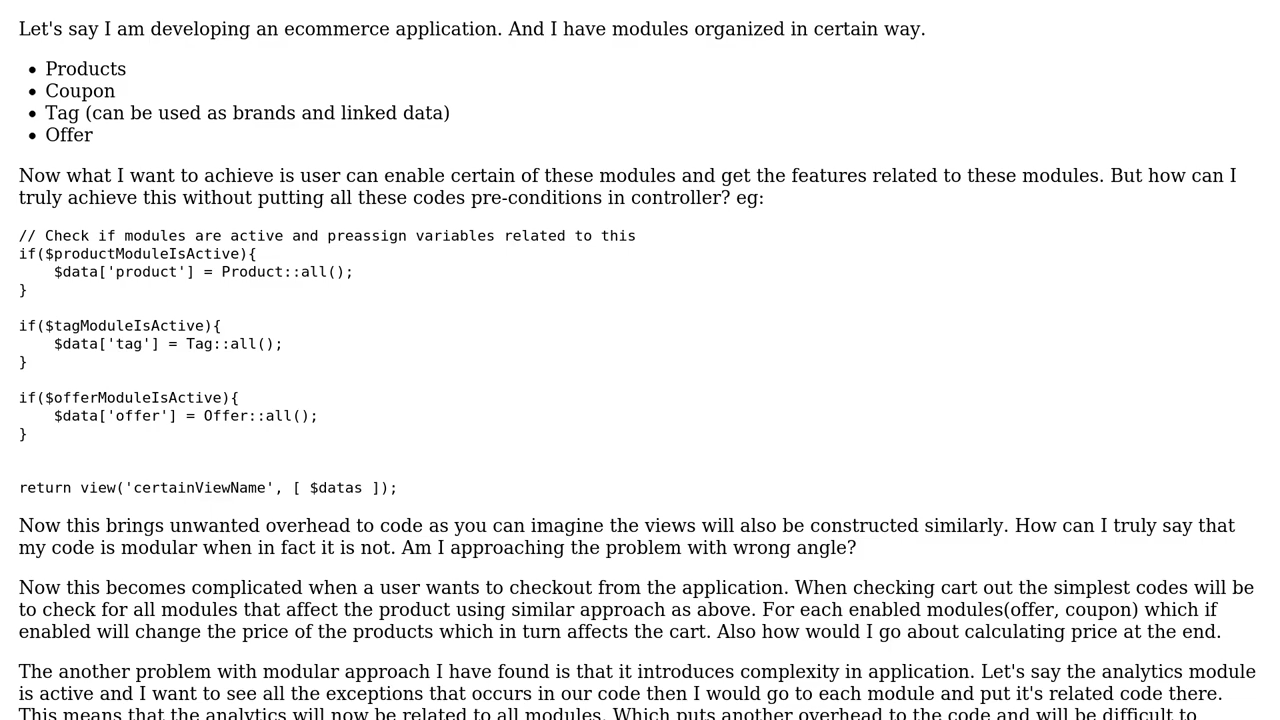 Let's say I am developing an ecommerce application. And I have modules organized in certain way.
• Products
• Coupon
• Tag (can be used as brands and linked data)
• Offer
Now what I want to achieve is user can enable certain of these modules and get the features related to these modules. But how can I
truly achieve this without putting all these codes pre-conditions in controller? eg:
// Check if modules are active and preassign variables related to this
if($productModuleIsActive){
    $data['product'] = Product::all();
}
if($tagModuleIsActive){
    $data['tag'] = Tag::all();
}
if($offerModuleIsActive){
    $data['offer'] = Offer::all();
}
return view('certainViewName', [ $datas ]);
Now this brings unwanted overhead to code as you can imagine the views will also be constructed similarly. How can I truly say that
my code is modular when in fact it is not. Am I approaching the problem with wrong angle?
Now this becomes complicated when a user wants to checkout from the application. When checking cart out the simplest codes will be
to check for all modules that affect the product using similar approach as above. For each enabled modules(offer, coupon) which if
enabled will change the price of the products which in turn affects the cart. Also how would I go about calculating price at the end.
The another problem with modular approach I have found is that it introduces complexity in application. Let's say the analytics module
is active and I want to see all the exceptions that occurs in our code then I would go to each module and put it's related code there.
This means that the analytics will now be related to all modules. Which puts another overhead to the code and will be difficult to